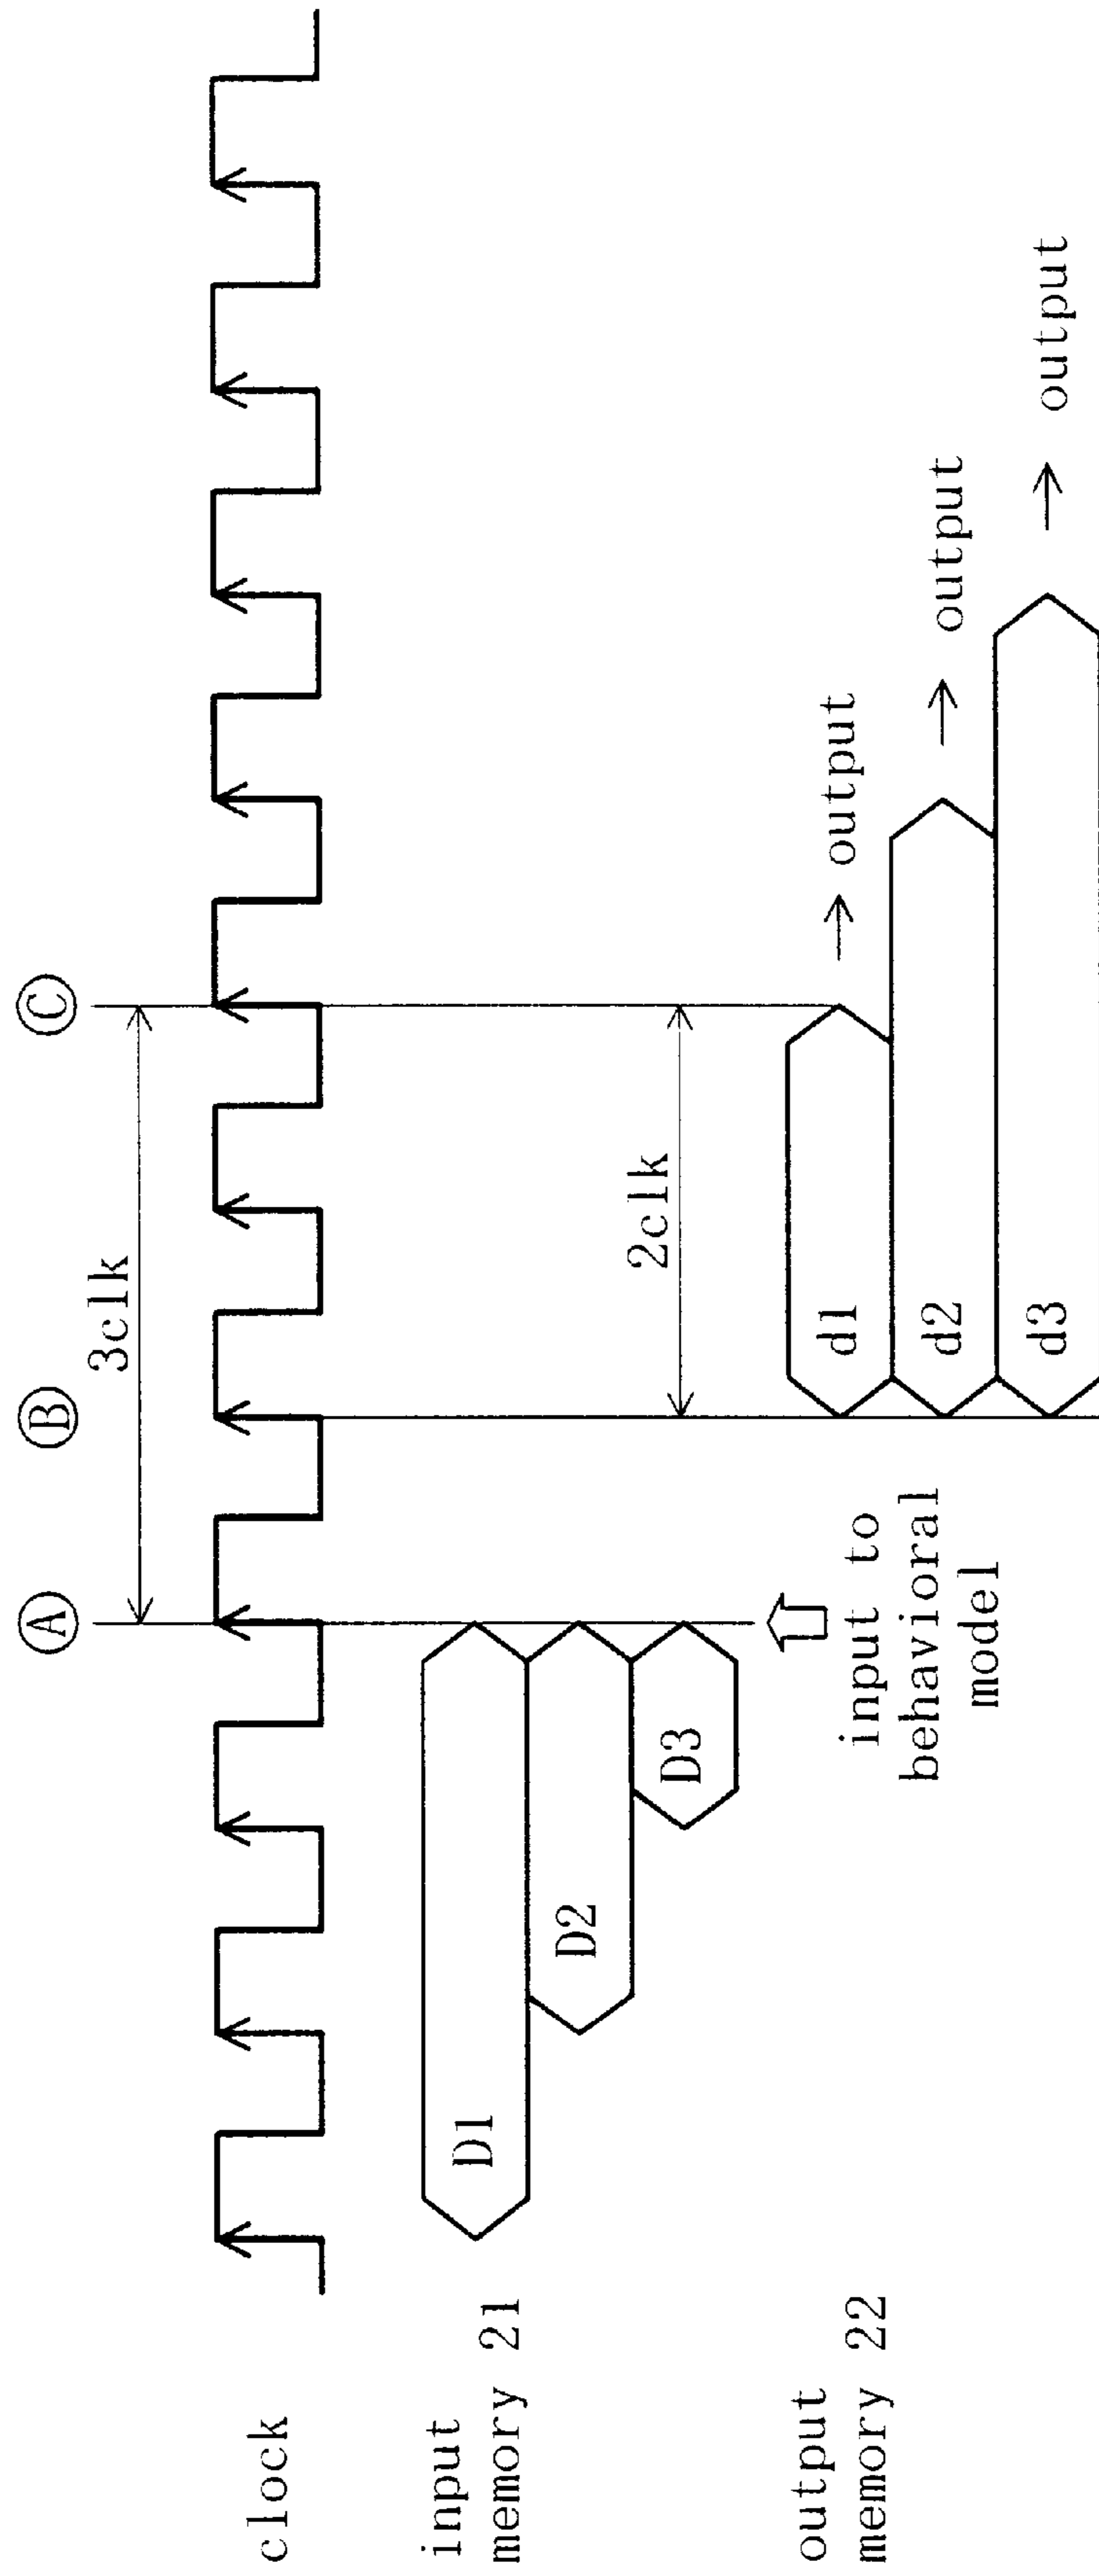 Ⓐ
Ⓑ
Ⓒ
3clk
clock
input
memory 21
D1
D2
D3
2clk
input to
behavioral
model
output
memory 22
d1
→ output
d2
→ output
d3
→ output